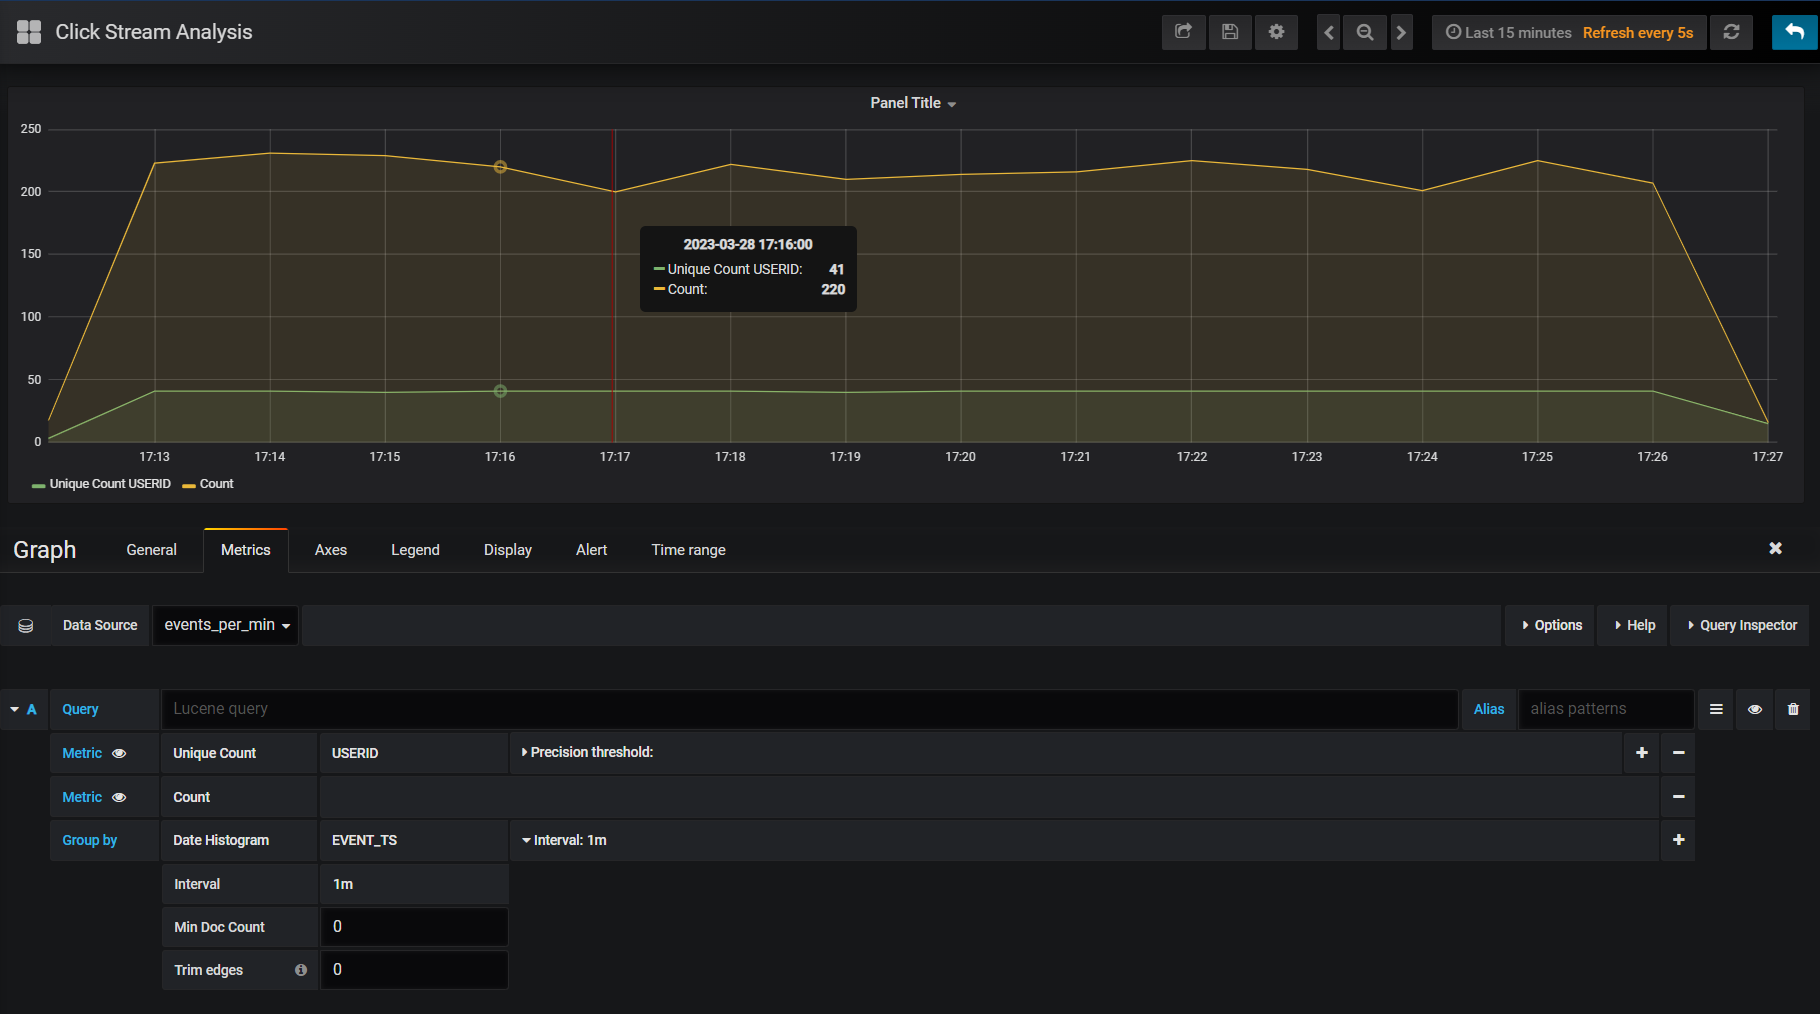 Click Stream Analysis
Last 15 minutes Refresh every 5s
Panel Title
250
200
150
100
50
0
2023-03-28 17:16:00
Unique Count USERID: 41
Count: 220
17:13 17:14 17:15 17:16 17:17 17:18 17:19 17:20 17:21 17:22 17:23 17:24 17:25 17:26 17:27
Unique Count USERID Count
Graph General Metrics Axes Legend Display Alert Time range
Data Source events_per_min Options Help Query Inspector
A Query Lucene query Alias alias patterns
Metric Unique Count USERID Precision threshold:
Metric Count
Group by Date Histogram EVENT_TS Interval: 1m
Interval 1m
Min Doc Count 0
Trim edges 0